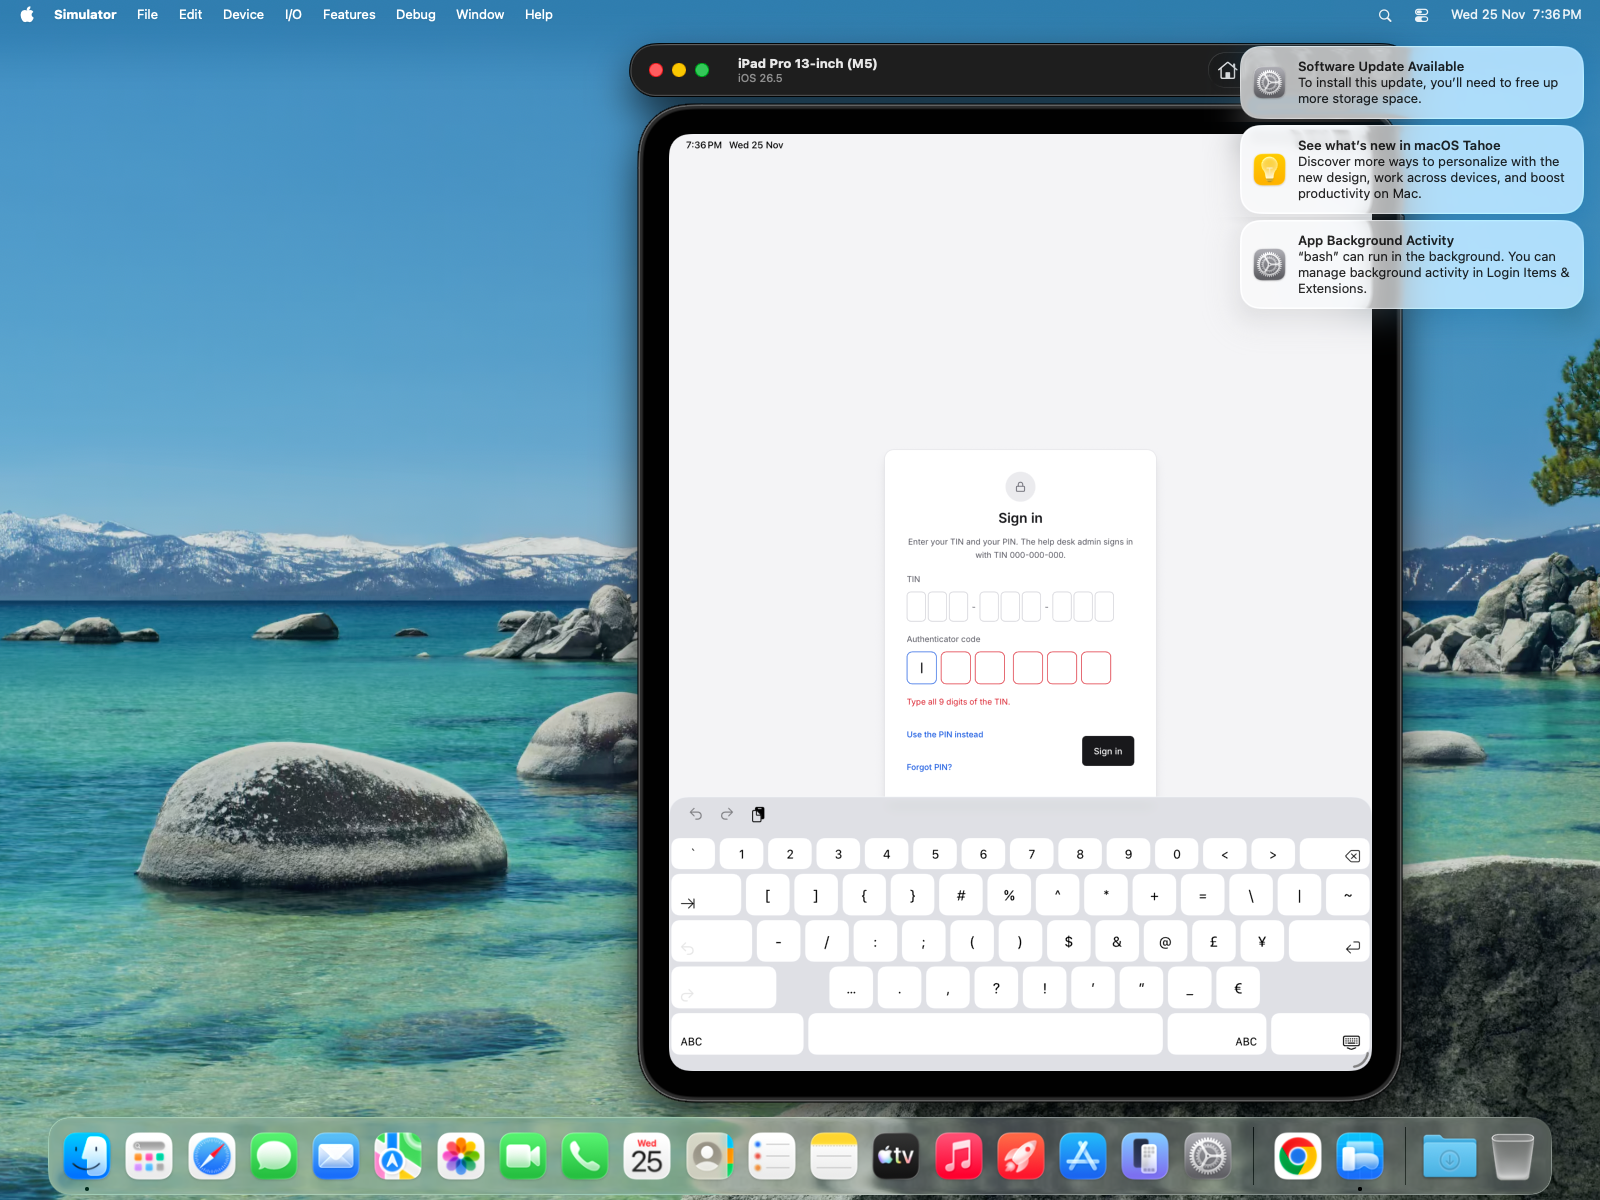 Simulator File Edit Device I/O Features Debug Window Help
Wed 25 Nov 7:36 PM
iPad Pro 13-inch (M5)
iOS 26.5
Software Update Available
To install this update, you'll need to free up
more storage space.
See what's new in macOS Tahoe
Discover more ways to personalize with the
new design, work across devices, and boost
productivity on Mac.
App Background Activity
“bash” can run in the background. You can
manage background activity in Login Items &
Extensions.
7:36 PM Wed 25 Nov
Sign in
Enter your TIN and your PIN. The help desk admin signs in
with TIN 000-000-000.
TIN
- -
Authenticator code
Type all 9 digits of the TIN.
Use the PIN instead
Sign in
Forgot PIN?
` 1 2 3 4 5 6 7 8 9 0 < >
[ ] { } # % ^ * + = \ | ~
- / : ; ( ) $ & @ £ ¥
… . , ? ! ' " _ €
ABC ABC
Wed
25
tv